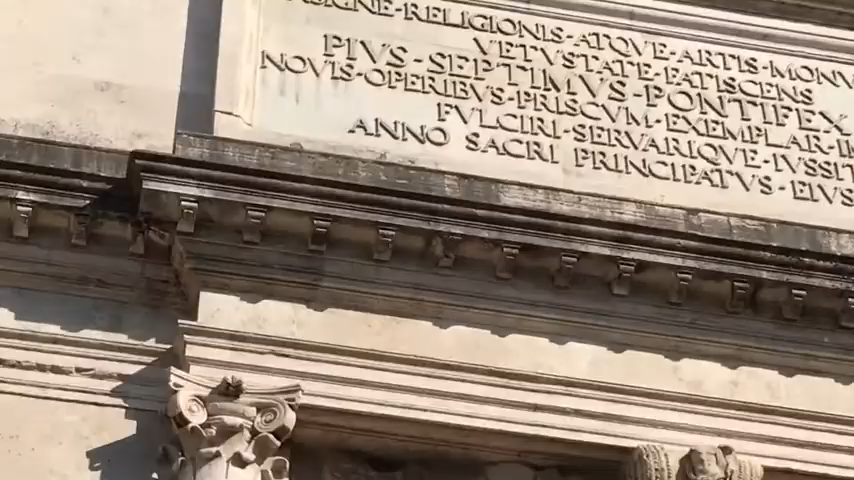 INSIGNE·RELIGIONIS·ATQVE·ARTIS·MONV
VETVSTATE·FATISCENS
PIVS·SEPTIMVS·PONTIFEX
NOVIS·OPERIBVS·PRISCVM·EXEMPLAR·IM
FVLCIRI·SERVARIQVE·IVSSIT
ANNO·SACRI PRINCIPATVS·EIVS